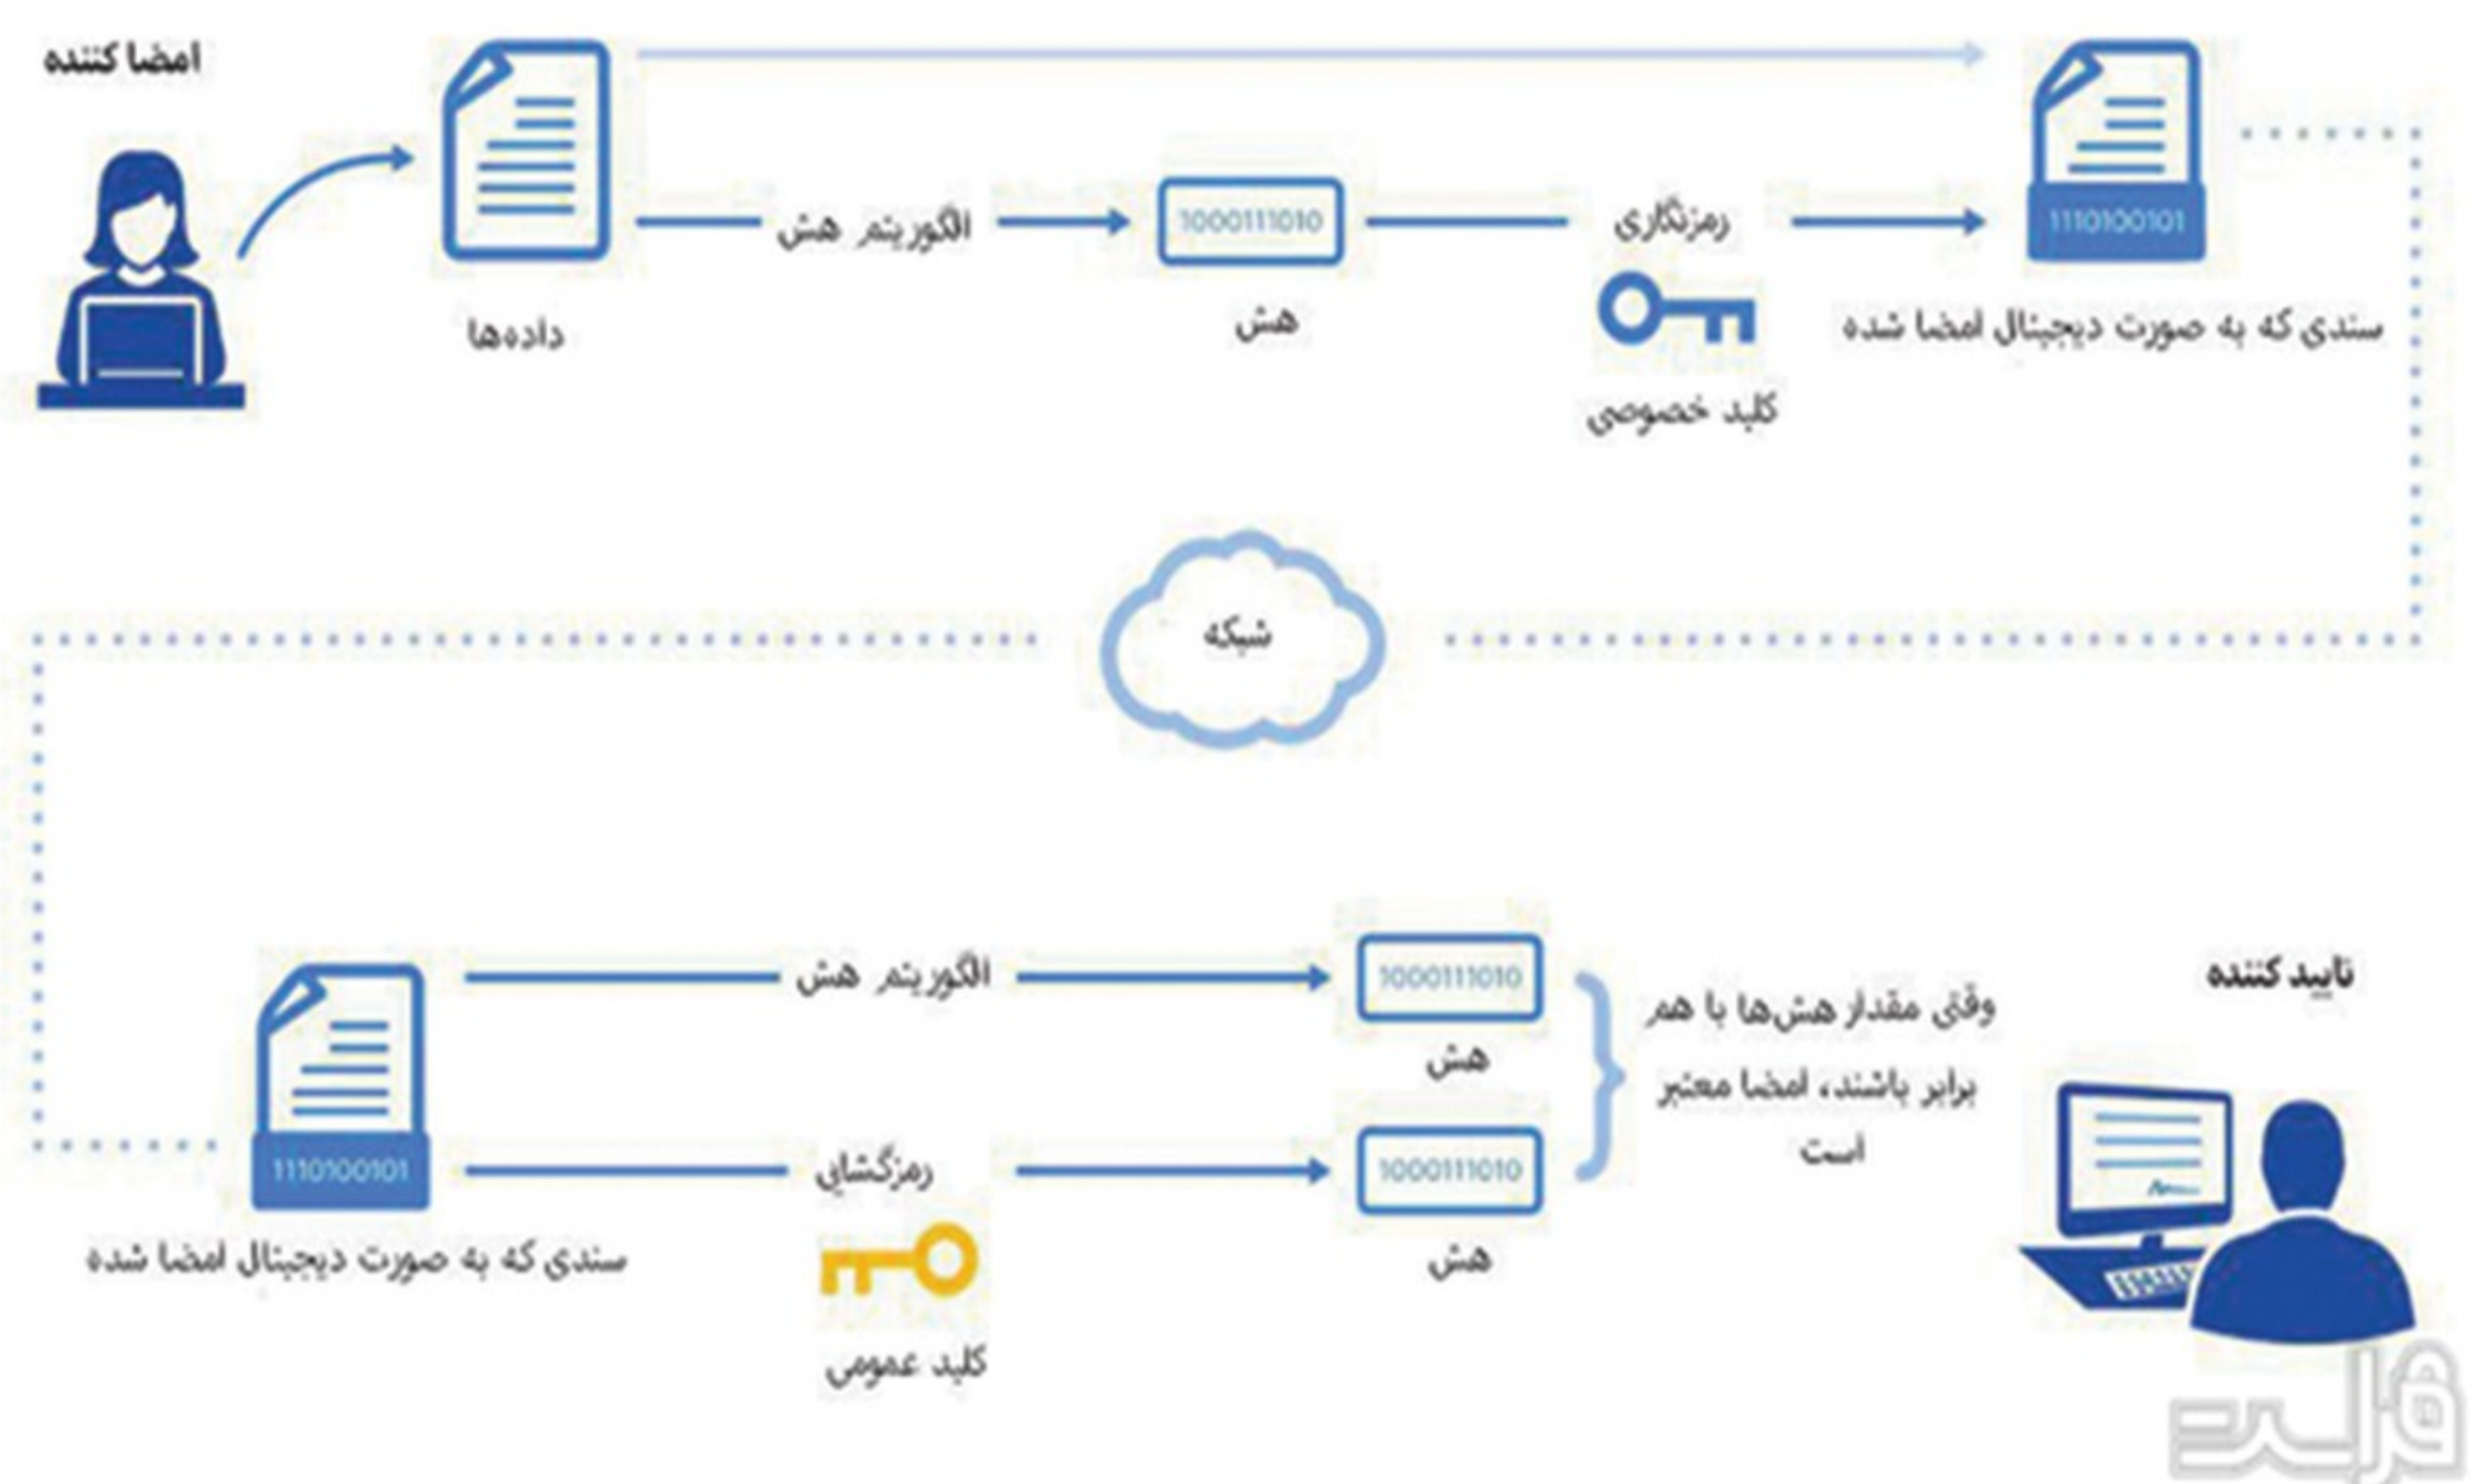 امضا کننده
الگوریتم هش
1000111010
رمزنگاری
1110100101
داده‌ها
هش
سندی که به صورت دیجیتال امضا شده
کلید خصوصی
شبکه
الگوریتم هش
1000111010
هش
وقتی مقدار هش‌ها با هم
برابر باشند، امضا معتبر
است
تایید کننده
1110100101
رمزگشایی
1000111010
هش
سندی که به صورت دیجیتال امضا شده
کلید عمومی